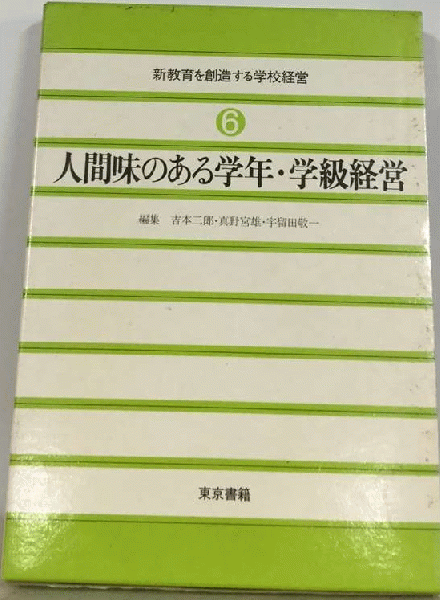 新教育を創造する学校経営
6
人間味のある学年・学級経営
編集 吉本二郎・真野宮雄・宇留田敬一
東京書籍